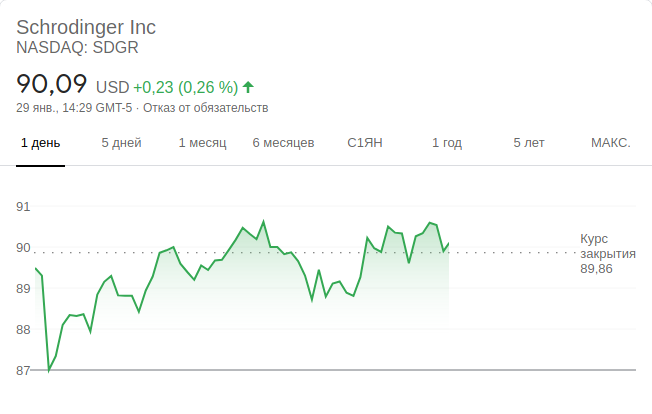 Schrodinger Inc
NASDAQ: SDGR
90,09 USD +0,23 (0,26 %)
29 янв., 14:29 GMT-5 · Отказ от обязательств
1 день 5 дней 1 месяц 6 месяцев С1ЯН 1 год 5 лет МАКС.
91
90
89
88
87
Курс
закрытия
89,86